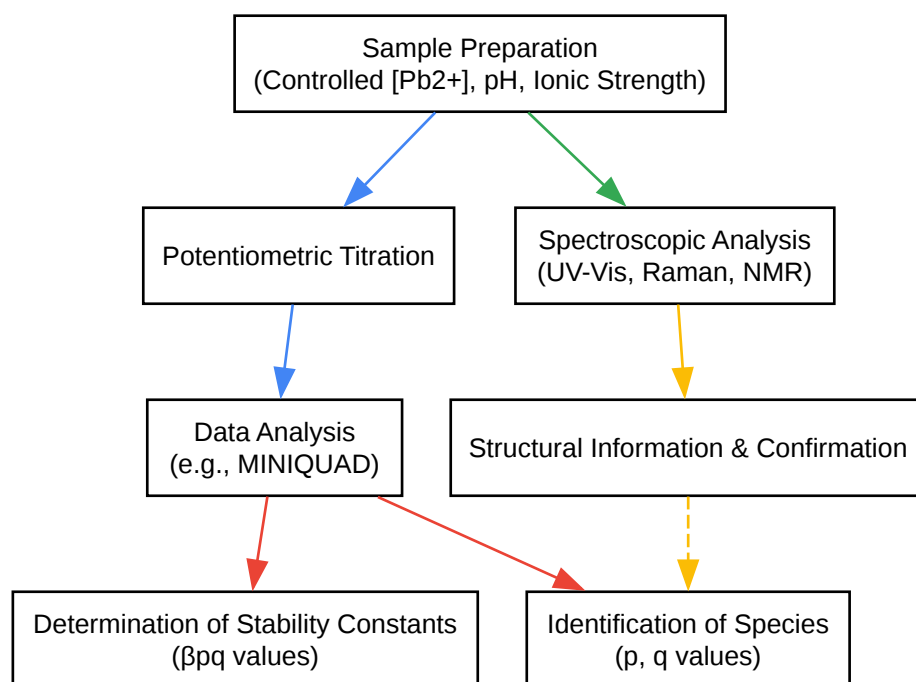 Sample Preparation
(Controlled [Pb2+], pH, Ionic Strength)
Potentiometric Titration
Spectroscopic Analysis
(UV-Vis, Raman, NMR)
Data Analysis
(e.g., MINIQUAD)
Structural Information & Confirmation
Determination of Stability Constants
(βpq values)
Identification of Species
(p, q values)